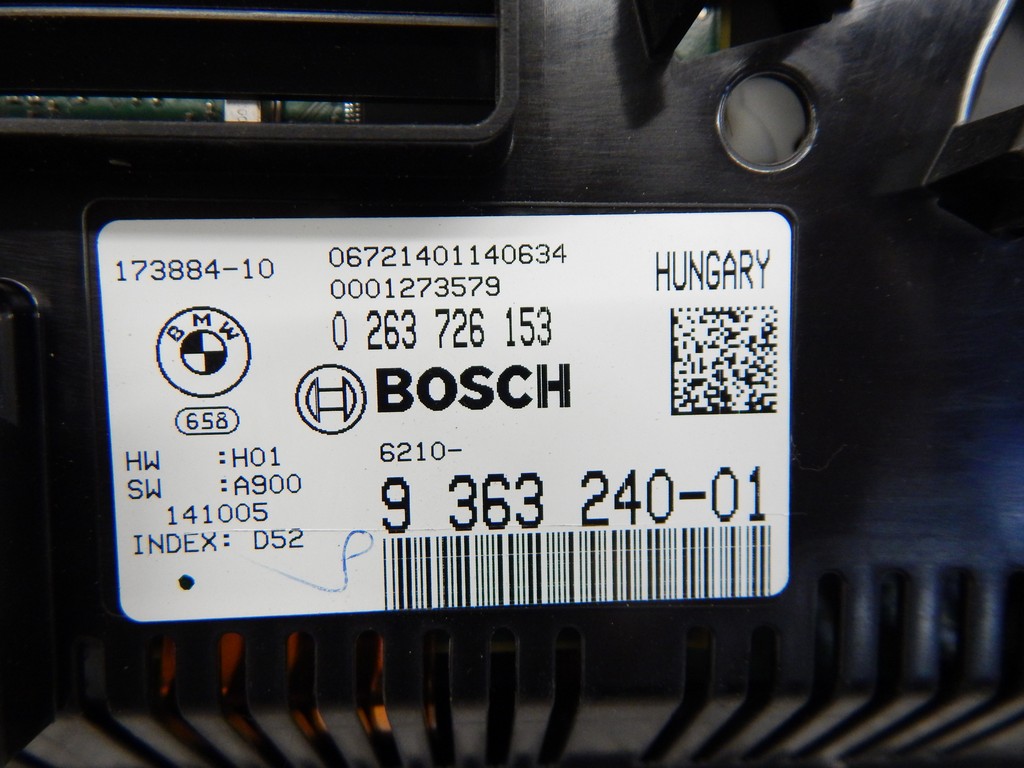 173884-10
06721401140634
0001273579
HUNGARY
0 263 726 153
BMW
658
BOSCH
HW :H01
SW :A900
141005
INDEX: D52
6210-
9 363 240-01